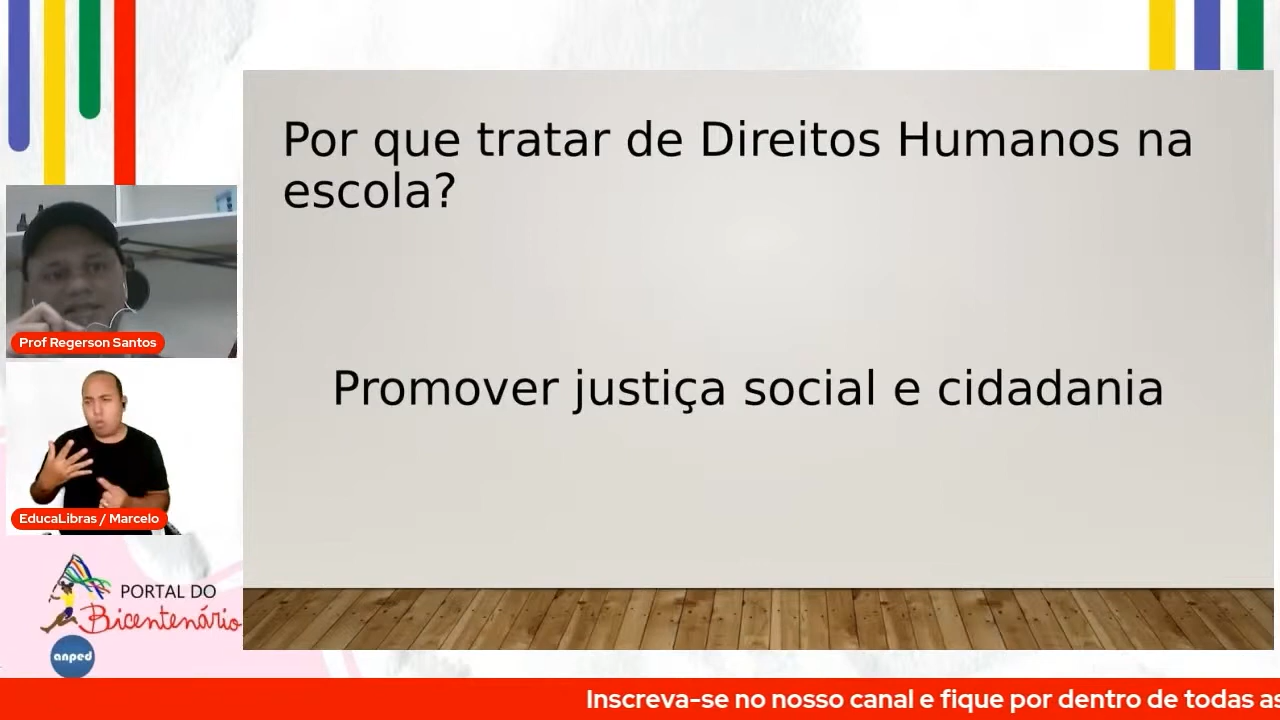 Por que tratar de Direitos Humanos na
escola?
Promover justiça social e cidadania
Prof Regerson Santos
EducaLibras / Marcelo
PORTAL DO
Bicentenário
anped
Inscreva-se no nosso canal e fique por dentro de todas as